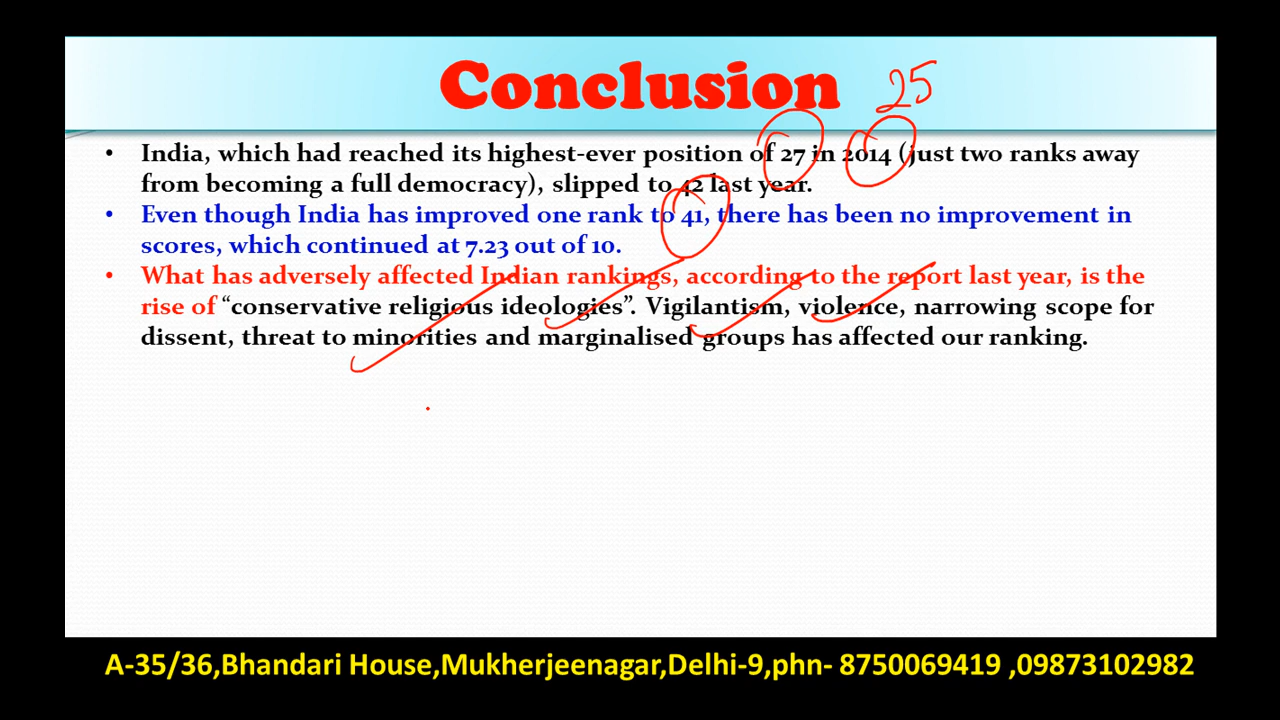 Conclusion 25
• India, which had reached its highest-ever position of 27 in 2014 (just two ranks away
from becoming a full democracy), slipped to 42 last year.
• Even though India has improved one rank to 41, there has been no improvement in
scores, which continued at 7.23 out of 10.
• What has adversely affected Indian rankings, according to the report last year, is the
rise of “conservative religious ideologies”. Vigilantism, violence, narrowing scope for
dissent, threat to minorities and marginalised groups has affected our ranking.
A-35/36,Bhandari House,Mukherjeenagar,Delhi-9,phn- 8750069419 ,09873102982